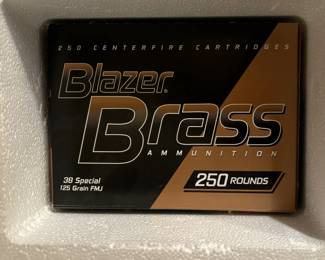 250 CENTERFIRE CARTRIDGES
Blazer
Brass
AMMUNITION
38 Special
125 Grain FMJ
250 ROUNDS